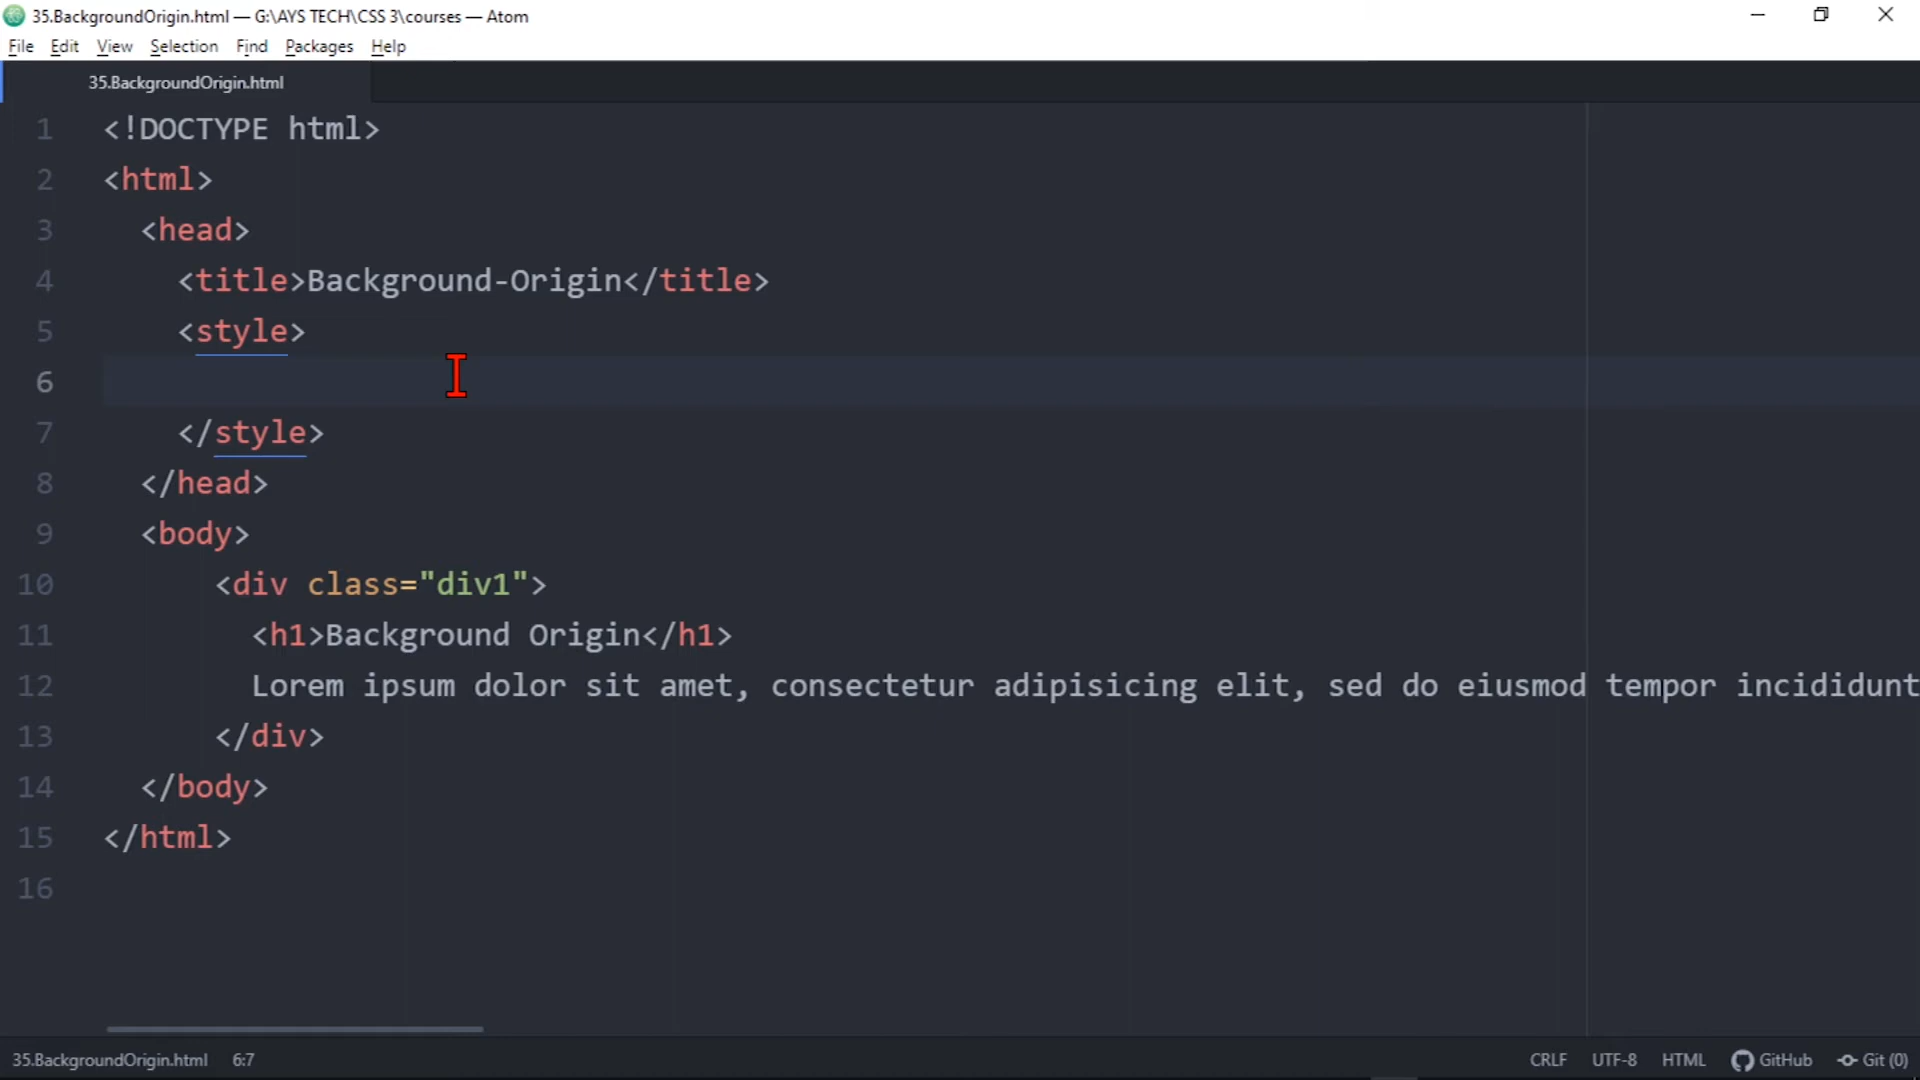 35.BackgroundOrigin.html — G:\AYS TECH\CSS 3\courses — Atom
File Edit View Selection Find Packages Help
35.BackgroundOrigin.html
1 <!DOCTYPE html>
2 <html>
3 <head>
4 <title>Background-Origin</title>
5 <style>
6
7 </style>
8 </head>
9 <body>
10 <div class="div1">
11 <h1>Background Origin</h1>
12 Lorem ipsum dolor sit amet, consectetur adipisicing elit, sed do eiusmod tempor incididunt
13 </div>
14 </body>
15 </html>
16
35.BackgroundOrigin.html 6:7 CRLF UTF-8 HTML GitHub Git (0)